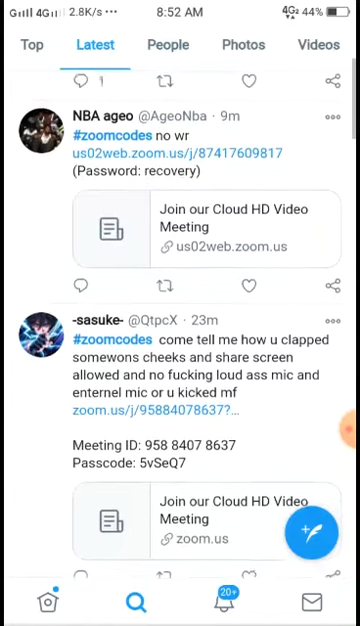 4G 2.8K/s ••• 8:52 AM 4G 44%
Top Latest People Photos Videos
1
NBA ageo @AgeoNba · 9m
#zoomcodes no wr
us02web.zoom.us/j/87417609817
(Password: recovery)
Join our Cloud HD Video
Meeting
us02web.zoom.us
-sasuke- @QtpcX · 23m
#zoomcodes come tell me how u clapped
somewons cheeks and share screen
allowed and no fucking loud ass mic and
enternel mic or u kicked mf
zoom.us/j/95884078637?...
Meeting ID: 958 8407 8637
Passcode: 5vSeQ7
Join our Cloud HD Video
Meeting
zoom.us
20+